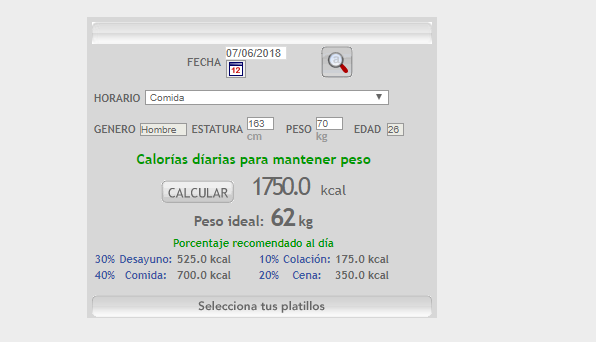 FECHA 07/06/2018
12
HORARIO Comida
GENERO Hombre ESTATURA 163 cm PESO 70 kg EDAD 26
Calorías díarias para mantener peso
CALCULAR 1750.0 kcal
Peso ideal: 62 kg
Porcentaje recomendado al día
30% Desayuno: 525.0 kcal 10% Colación: 175.0 kcal
40% Comida: 700.0 kcal 20% Cena: 350.0 kcal
Selecciona tus platillos